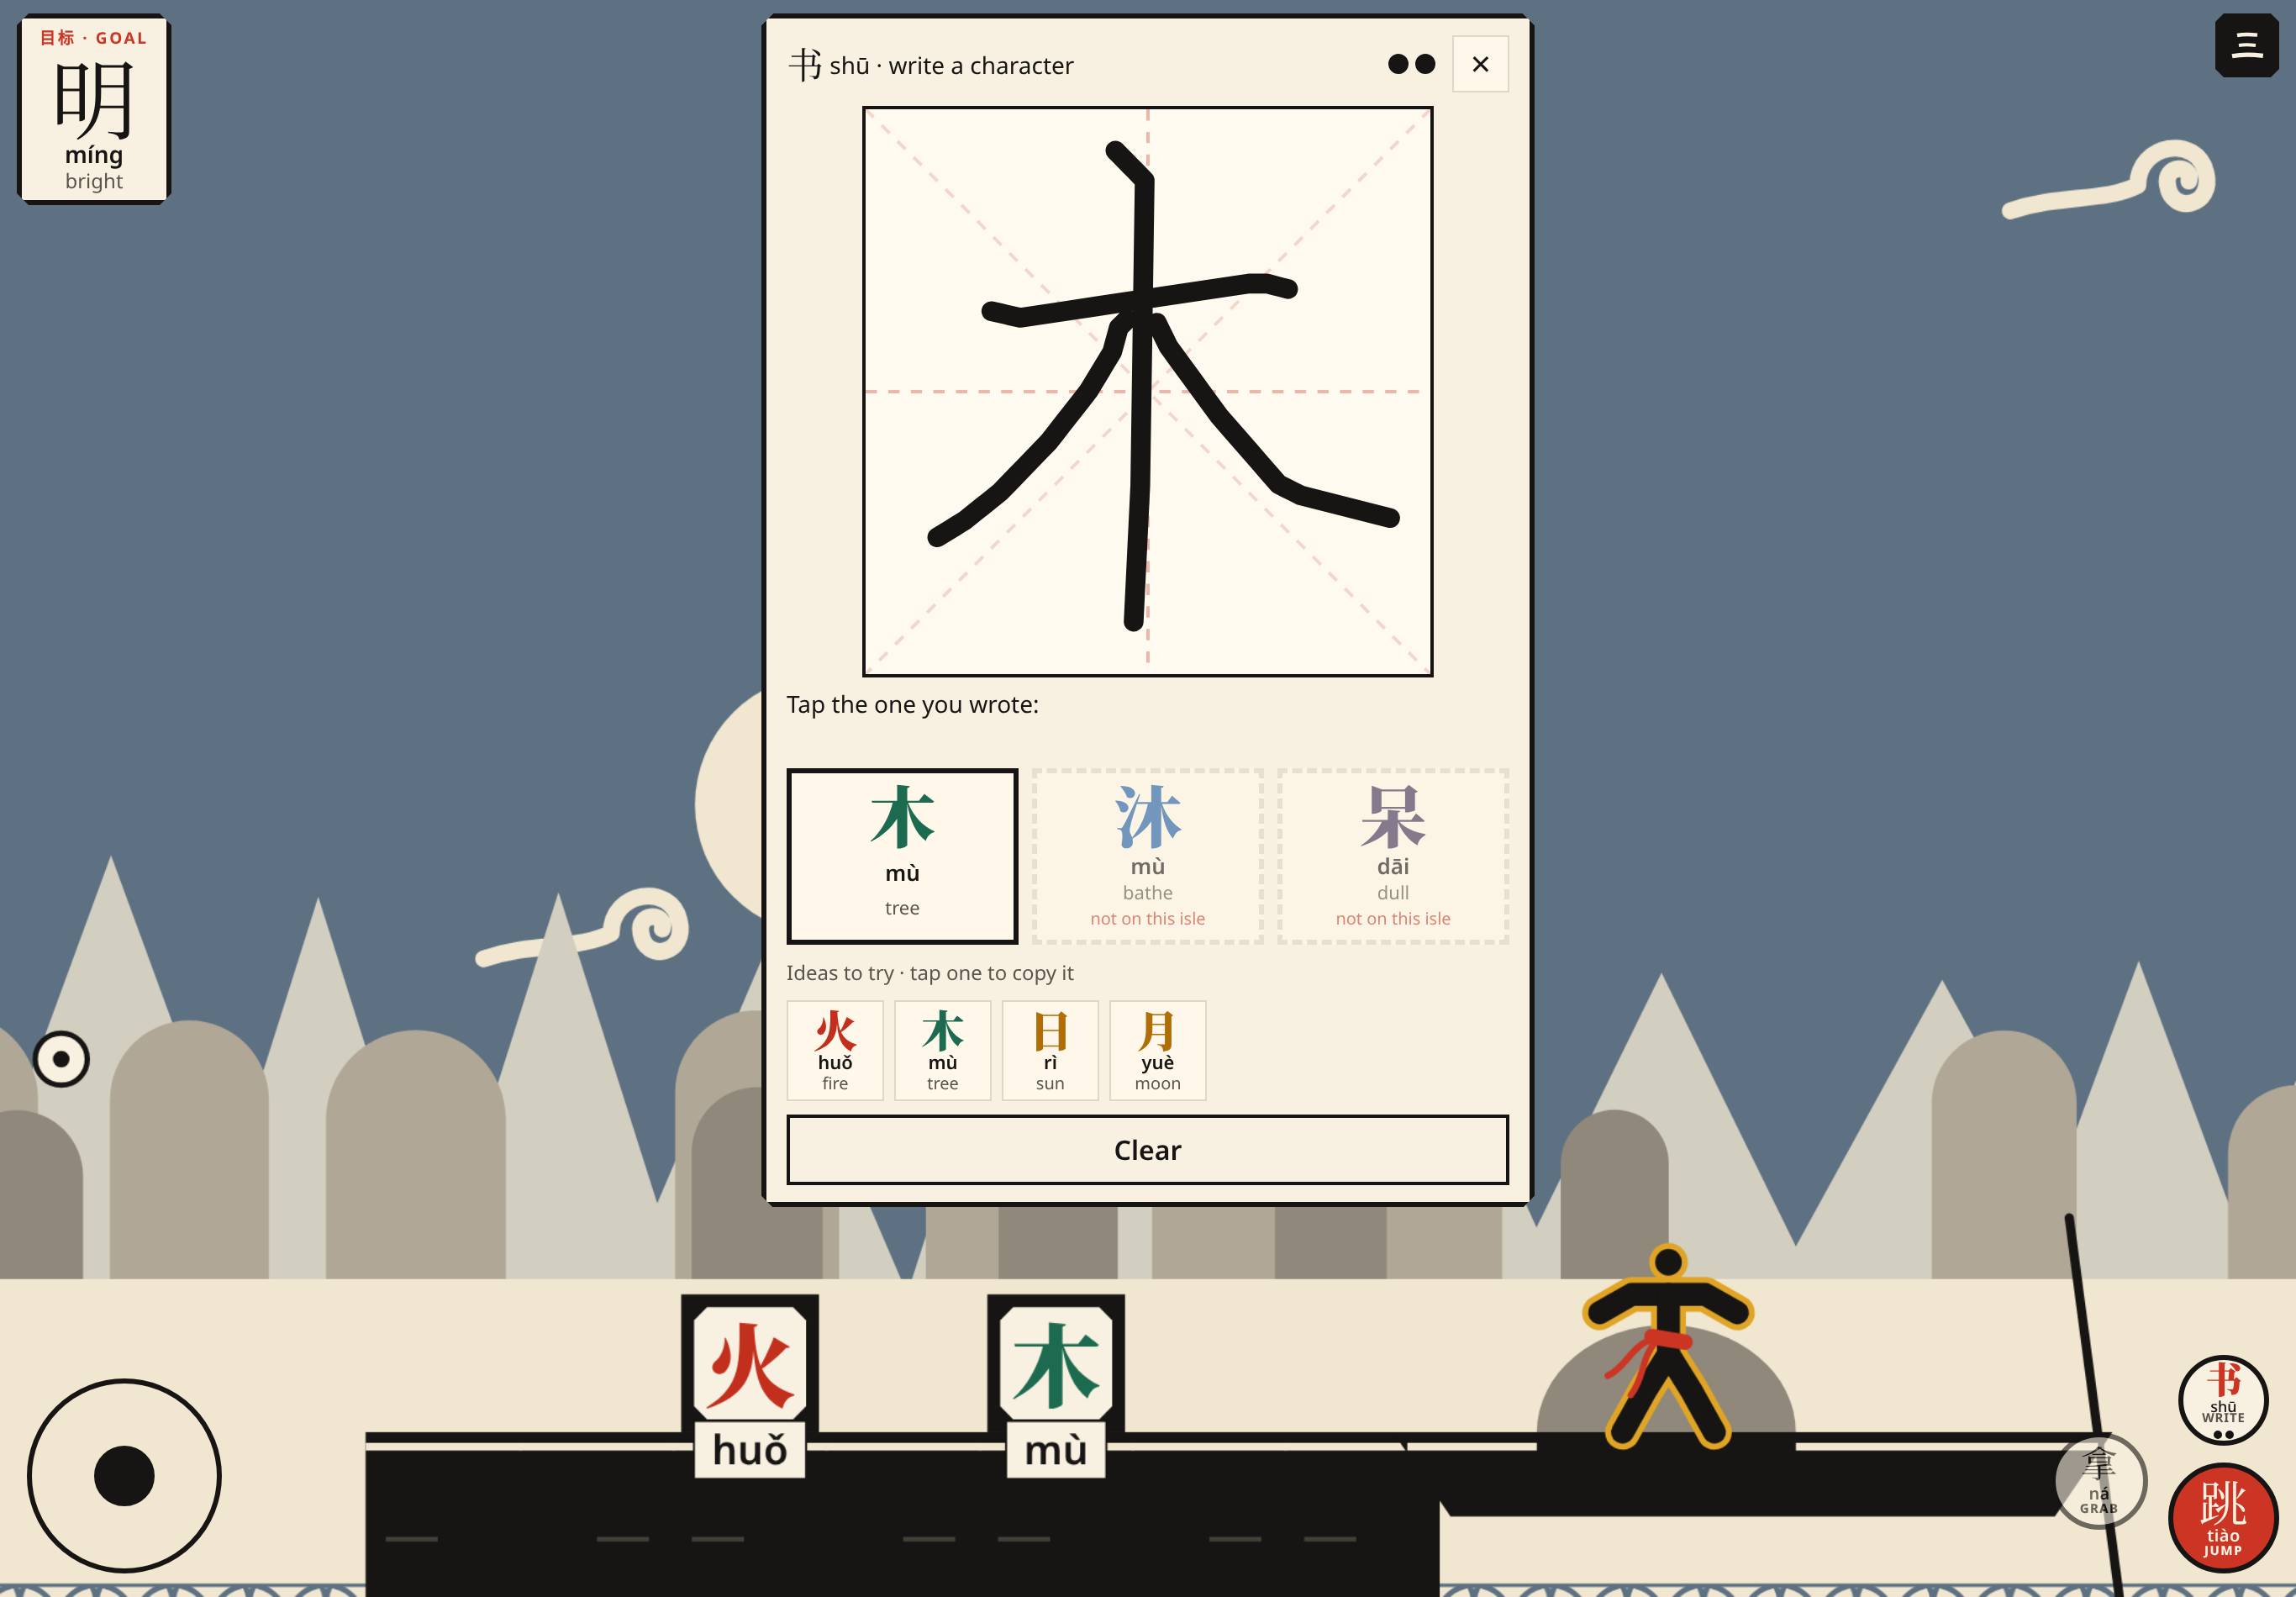 目标 · GOAL
明
míng
bright
书 shū · write a character
✕
三
木
Tap the one you wrote:
木
mù
tree
沐
mù
bathe
not on this isle
呆
dāi
dull
not on this isle
Ideas to try · tap one to copy it
火
huǒ
fire
木
mù
tree
日
rì
sun
月
yuè
moon
Clear
火
huǒ
木
mù
书
shū
WRITE
拿
ná
GRAB
跳
tiào
JUMP